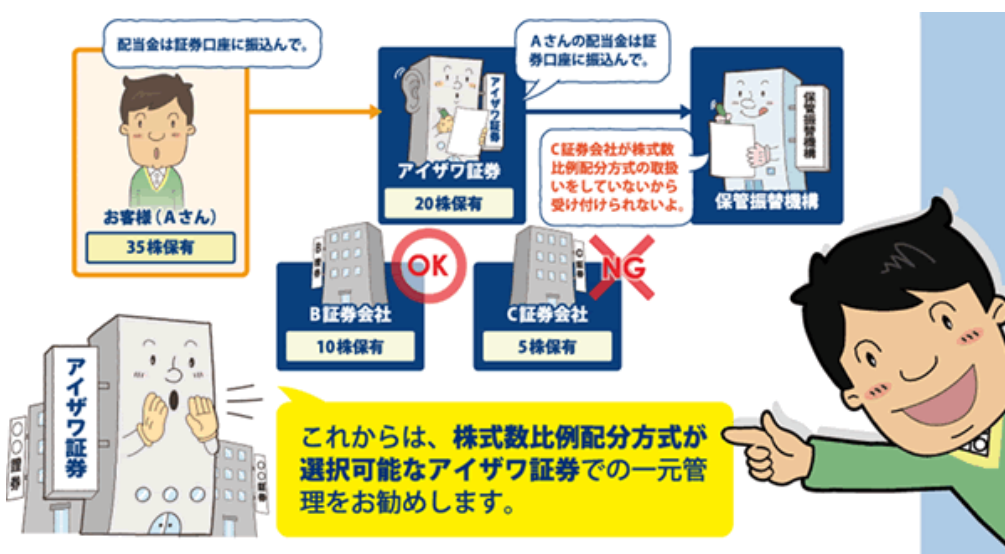 配当金は証券口座に振込んで。
Aさんの配当金は証
券口座に振込んで。
アイザワ証券
保管振替機構
C証券会社が株式数
比例配分方式の取扱
いをしていないから
受け付けられないよ。
お客様（Aさん）
35株保有
アイザワ証券
20株保有
保管振替機構
B証券
OK
C証券
NG
B証券会社
10株保有
C証券会社
5株保有
アイザワ証券
○○証券
○○証券
これからは、株式数比例配分方式が
選択可能なアイザワ証券での一元管
理をお勧めします。